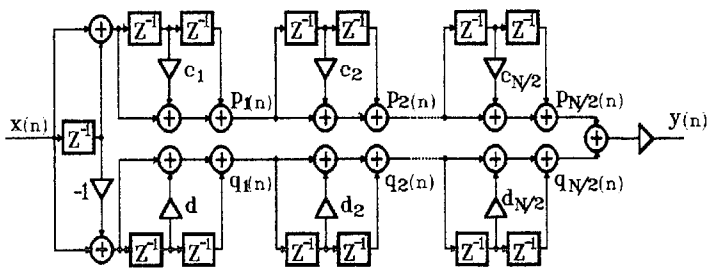 Z⁻¹ Z⁻¹ Z⁻¹ Z⁻¹ Z⁻¹ Z⁻¹
c₁ c₂ c_N/2
p₁(n) p₂(n) p_N/2(n)
x(n) Z⁻¹ y(n)
-1 q₁(n) q₂(n) q_N/2(n)
d d₂ d_N/2
Z⁻¹ Z⁻¹ Z⁻¹ Z⁻¹ Z⁻¹ Z⁻¹